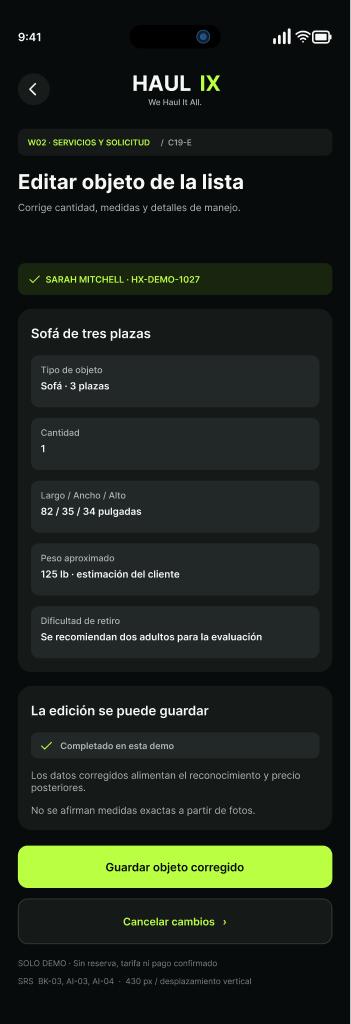 9:41
HAUL IX
We Haul It All.
W02 · SERVICIOS Y SOLICITUD / C19-E
Editar objeto de la lista
Corrige cantidad, medidas y detalles de manejo.
SARAH MITCHELL · HX-DEMO-1027
Sofá de tres plazas
Tipo de objeto
Sofá · 3 plazas
Cantidad
1
Largo / Ancho / Alto
82 / 35 / 34 pulgadas
Peso aproximado
125 lb · estimación del cliente
Dificultad de retiro
Se recomiendan dos adultos para la evaluación
La edición se puede guardar
Completado en esta demo
Los datos corregidos alimentan el reconocimiento y precio
posteriores.
No se afirman medidas exactas a partir de fotos.
Guardar objeto corregido
Cancelar cambios ›
SOLO DEMO · Sin reserva, tarifa ni pago confirmado
SRS BK-03, AI-03, AI-04 · 430 px / desplazamiento vertical